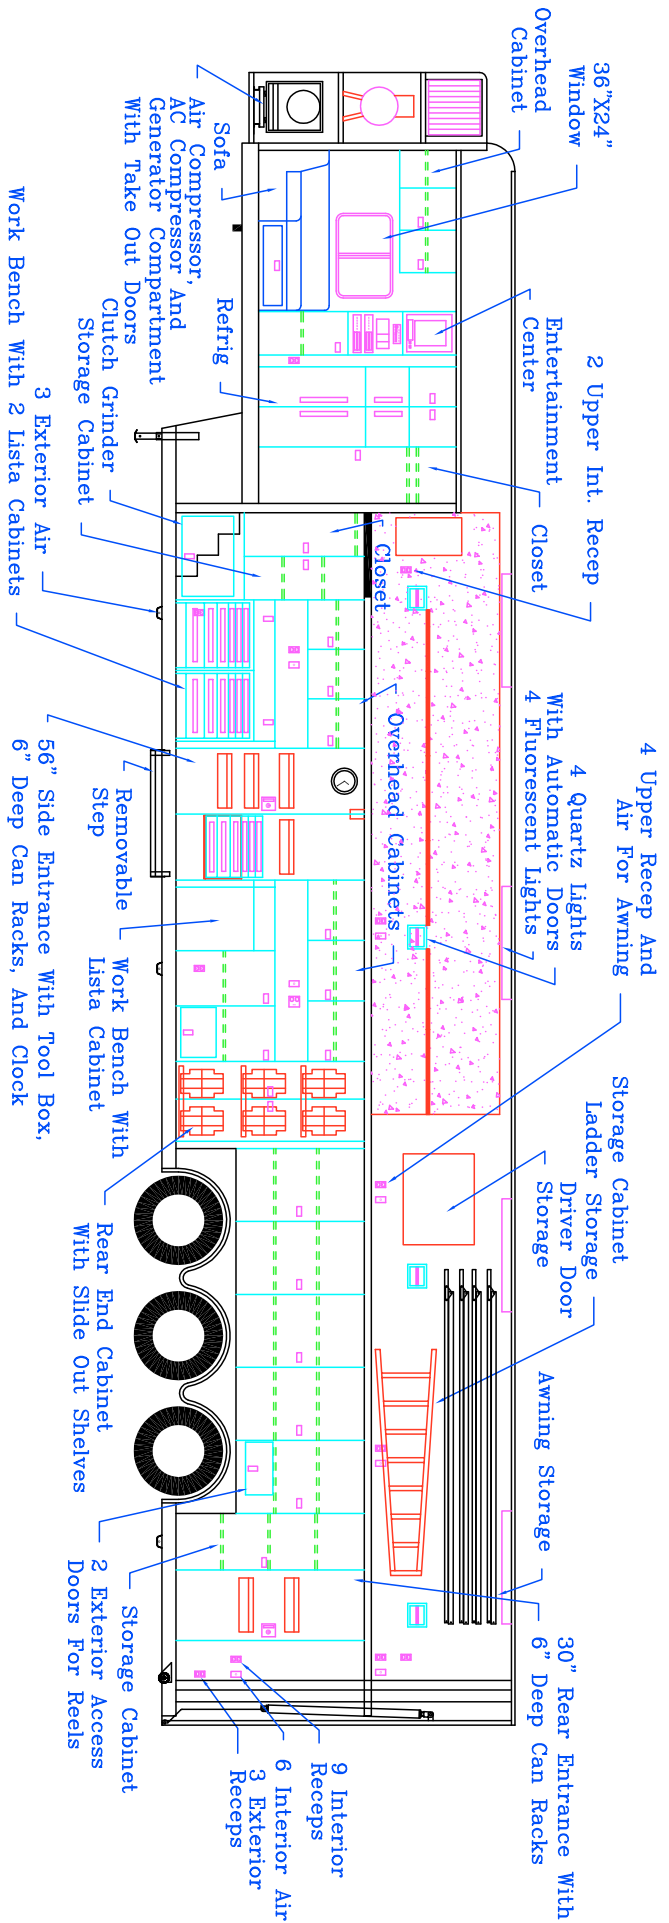 36"X24"
Window
Overhead
Cabinet
Entertainment
Center
2 Upper Int. Recep
Closet
4 Quartz Lights
With Automatic Doors
4 Fluorescent Lights
4 Upper Recep And
Air For Awning
Storage Cabinet
Ladder Storage
Driver Door
Storage
Awning Storage
30" Rear Entrance With
6" Deep Can Racks
Sofa
Air Compressor,
AC Compressor And
Generator Compartment
With Take Out Doors
Refrig
Closet
Overhead Cabinets
Clutch Grinder
Storage Cabinet
3 Exterior Air
Work Bench With 2 Lista Cabinets
Removable
Step
56" Side Entrance With Tool Box,
6" Deep Can Racks, And Clock
Work Bench With
Lista Cabinet
Rear End Cabinet
With Slide Out Shelves
2 Exterior Access
Doors For Reels
Storage Cabinet
9 Interior
Receps
6 Interior Air
3 Exterior
Receps